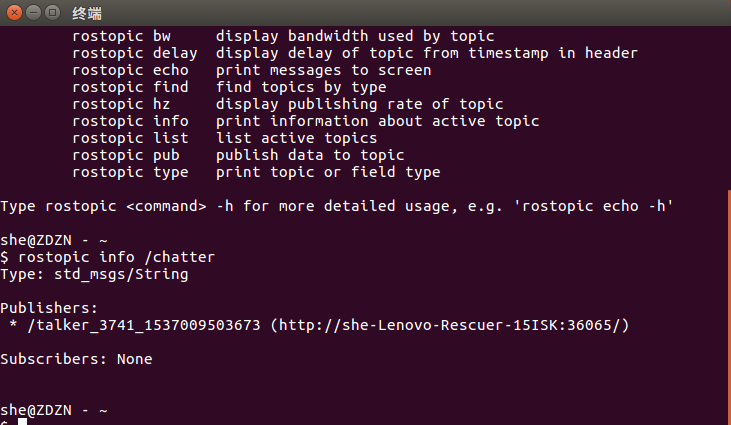 终端
rostopic bw display bandwidth used by topic
rostopic delay display delay of topic from timestamp in header
rostopic echo print messages to screen
rostopic find find topics by type
rostopic hz display publishing rate of topic
rostopic info print information about active topic
rostopic list list active topics
rostopic pub publish data to topic
rostopic type print topic or field type
Type rostopic <command> -h for more detailed usage, e.g. 'rostopic echo -h'
she@ZDZN - ~
$ rostopic info /chatter
Type: std_msgs/String
Publishers:
* /talker_3741_1537009503673 (http://she-Lenovo-Rescuer-15ISK:36065/)
Subscribers: None
she@ZDZN - ~
$